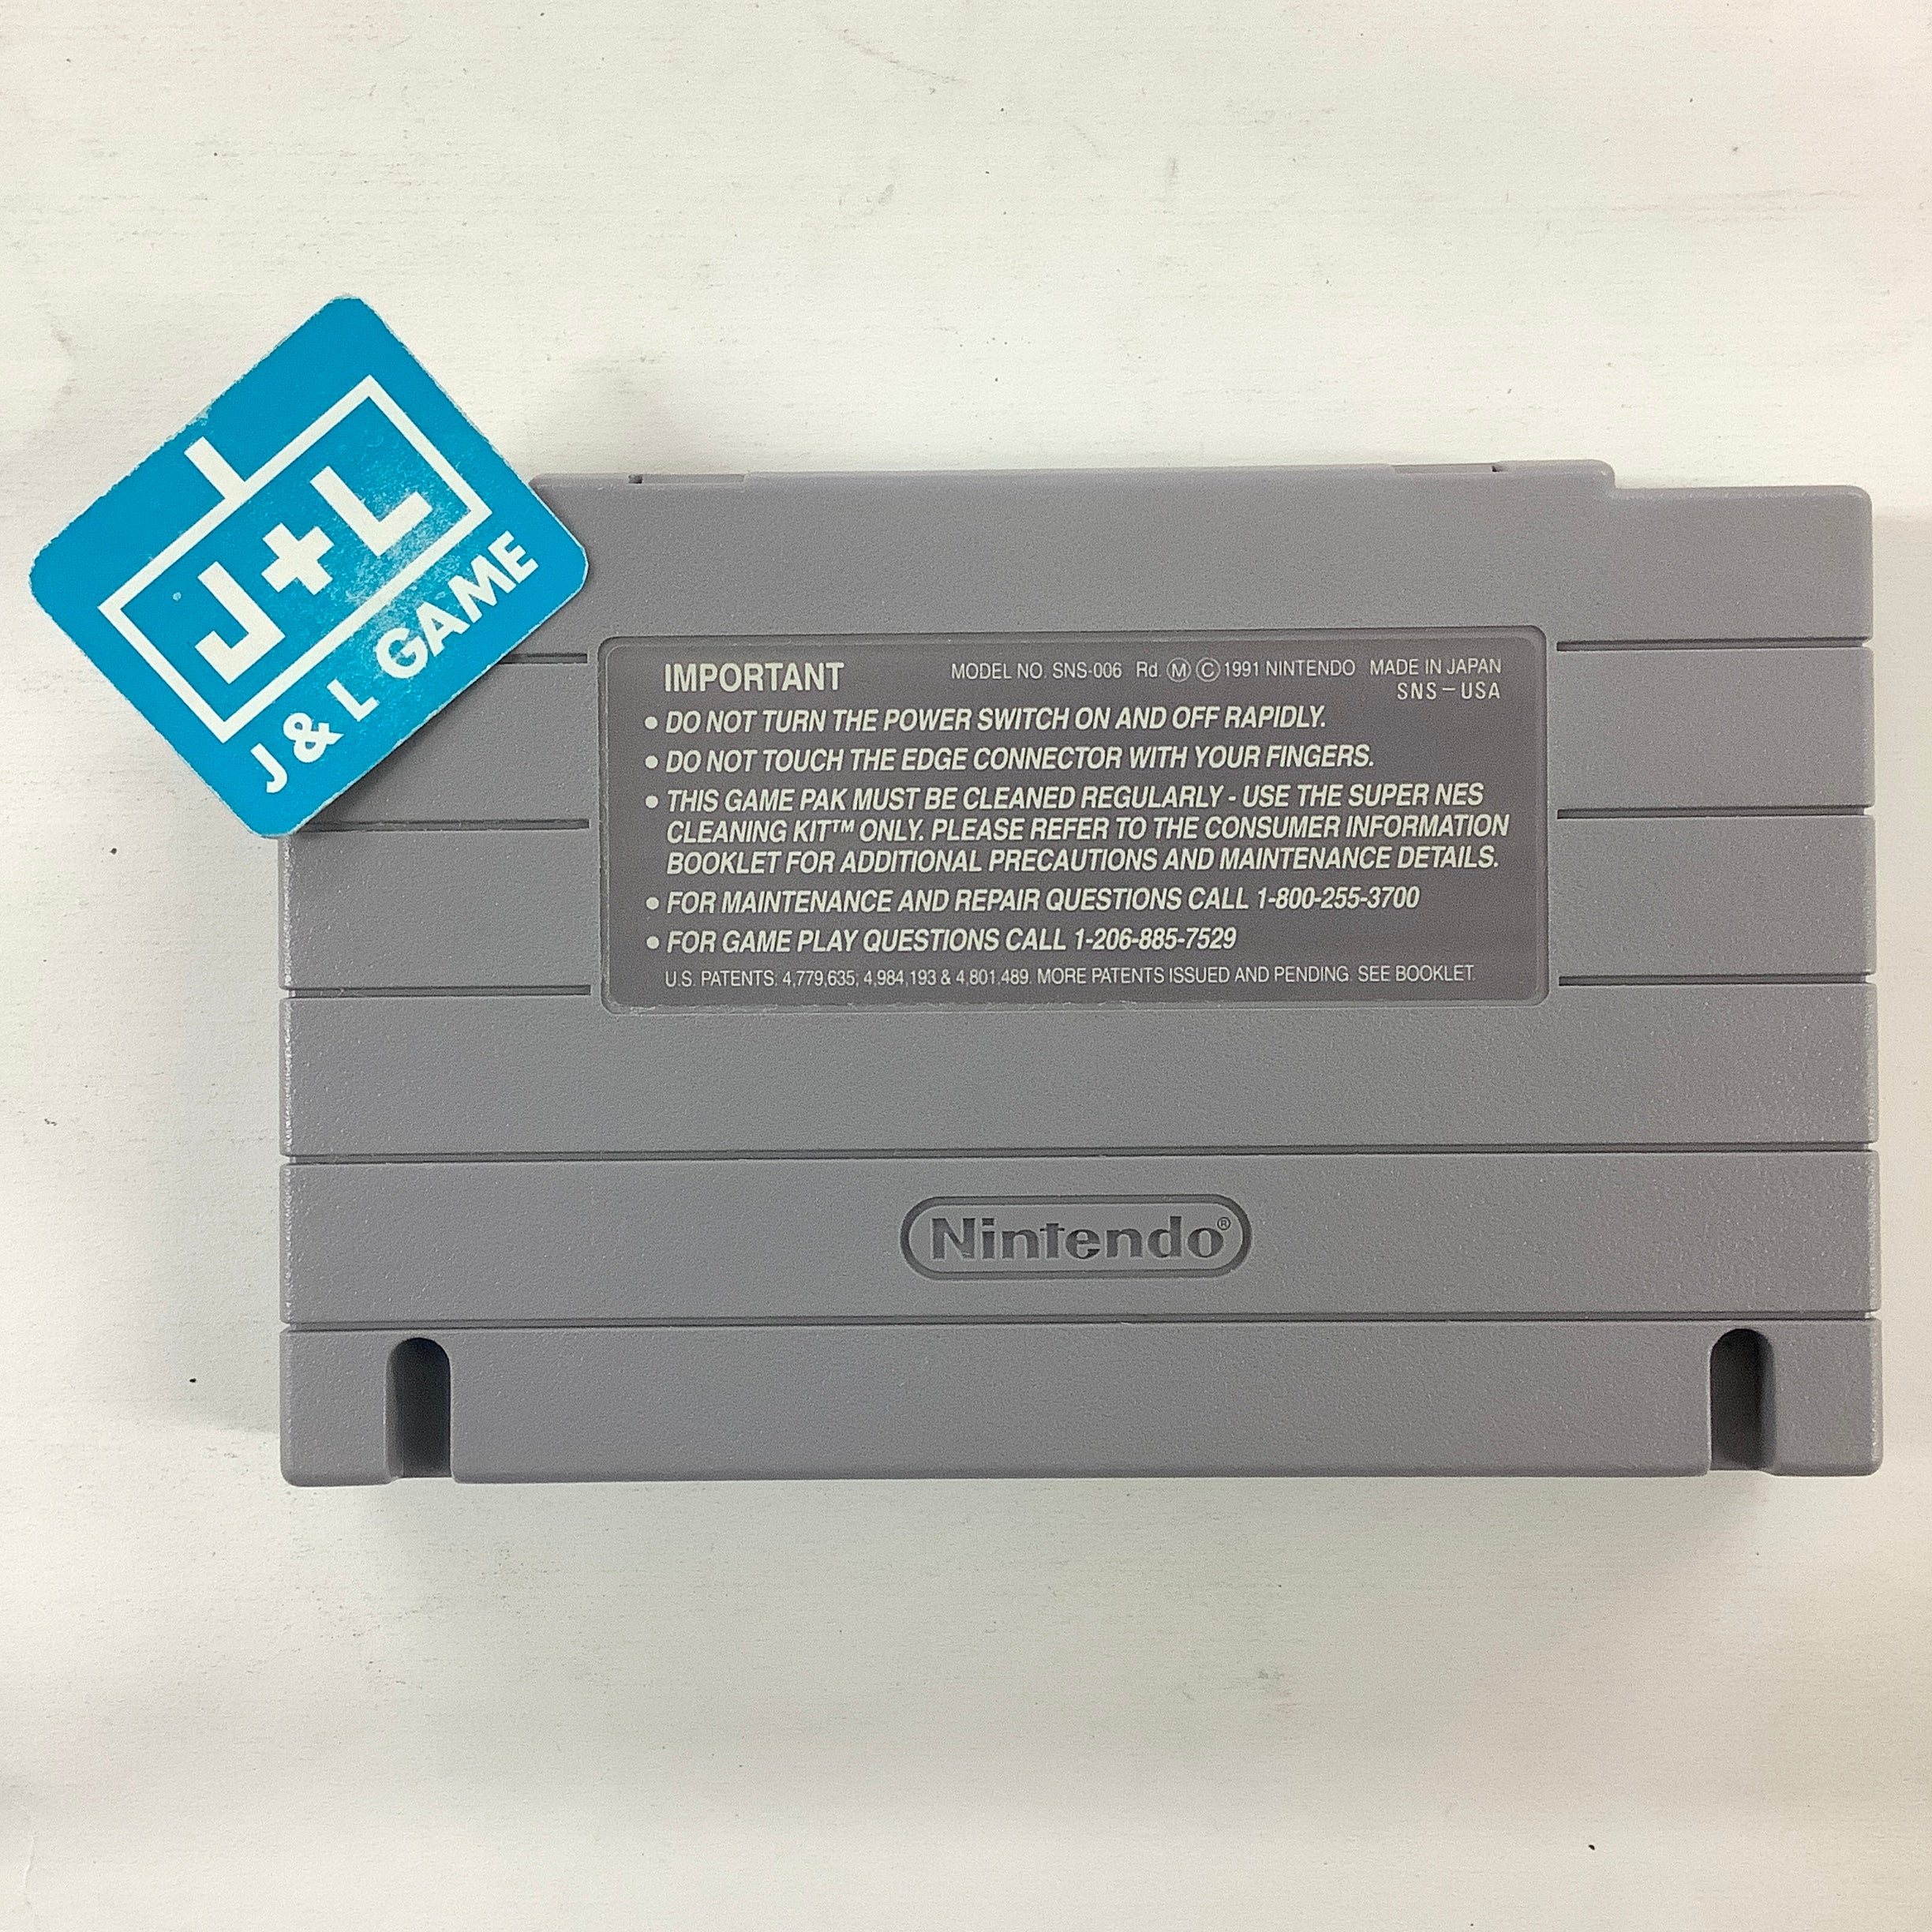 J+L
J & L GAME
IMPORTANT MODEL NO. SNS-006 Rd. Ⓜ Ⓒ 1991 NINTENDO MADE IN JAPAN
SNS-USA
• DO NOT TURN THE POWER SWITCH ON AND OFF RAPIDLY.
• DO NOT TOUCH THE EDGE CONNECTOR WITH YOUR FINGERS.
• THIS GAME PAK MUST BE CLEANED REGULARLY - USE THE SUPER NES
CLEANING KIT™ ONLY. PLEASE REFER TO THE CONSUMER INFORMATION
BOOKLET FOR ADDITIONAL PRECAUTIONS AND MAINTENANCE DETAILS.
• FOR MAINTENANCE AND REPAIR QUESTIONS CALL 1-800-255-3700
• FOR GAME PLAY QUESTIONS CALL 1-206-885-7529
U.S. PATENTS: 4,779,635; 4,984,193 & 4,801,489. MORE PATENTS ISSUED AND PENDING. SEE BOOKLET.
Nintendo®